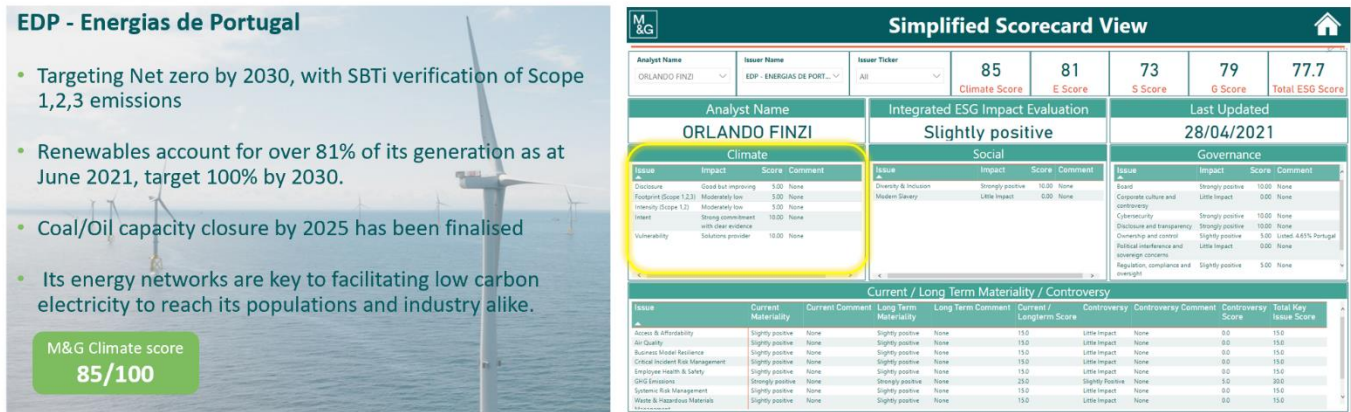 EDP - Energias de Portugal
• Targeting Net zero by 2030, with SBTi verification of Scope
1,2,3 emissions
• Renewables account for over 81% of its generation as at
June 2021, target 100% by 2030.
• Coal/Oil capacity closure by 2025 has been finalised
• Its energy networks are key to facilitating low carbon
electricity to reach its populations and industry alike.
M&G Climate score
85/100
M
&G
Simplified Scorecard View
Analyst Name Issuer Name Issuer Ticker
ORLANDO FINZI EDP - ENERGIAS DE PORT... All
85 81 73 79 77.7
Climate Score E Score S Score G Score Total ESG Score
Analyst Name Integrated ESG Impact Evaluation Last Updated
ORLANDO FINZI Slightly positive 28/04/2021
Climate
Issue Impact Score Comment
Disclosure Good but improving 5.00 None
Footprint (Scope 1,2,3) Moderately low 5.00 None
Intensity (Scope 1,2) Moderately low 5.00 None
Intent Strong commitment 10.00 None
with clear evidence
Vulnerability Solutions provider 10.00 None
Social
Issue Impact Score Comment
Diversity & Inclusion Strongly positive 10.00 None
Modern Slavery Little Impact 0.00 None
Governance
Issue Impact Score Comment
Board Strongly positive 10.00 None
Corporate culture and Little Impact 0.00 None
controversy
Cybersecurity Strongly positive 10.00 None
Disclosure and transparency Strongly positive 10.00 None
Ownership and control Slightly positive 5.00 Listed. 4.65% Portugal
Political interference and Little Impact 0.00 None
sovereign concerns
Regulation, compliance and Slightly positive 5.00 None
oversight
Current / Long Term Materiality / Controversy
Issue Current Current Comment Long Term Long Term Comment Current / Controversy Controversy Comment Controversy Total Key
Materiality Materiality Longterm Score Score Issue Score
Access & Affordability Slightly positive None Slightly positive None 15.0 Little Impact None 0.0 15.0
Air Quality Slightly positive None Slightly positive None 15.0 Little Impact None 0.0 15.0
Business Model Resilience Slightly positive None Slightly positive None 15.0 Little Impact None 0.0 15.0
Critical Incident Risk Management Slightly positive None Slightly positive None 15.0 Little Impact None 0.0 15.0
Employee Health & Safety Slightly positive None Slightly positive None 15.0 Little Impact None 0.0 15.0
GHG Emissions Strongly positive None Strongly positive None 25.0 Slightly Positive None 5.0 30.0
Systemic Risk Management Slightly positive None Slightly positive None 15.0 Little Impact None 0.0 15.0
Waste & Hazardous Materials Slightly positive None Slightly positive None 15.0 Little Impact None 0.0 15.0